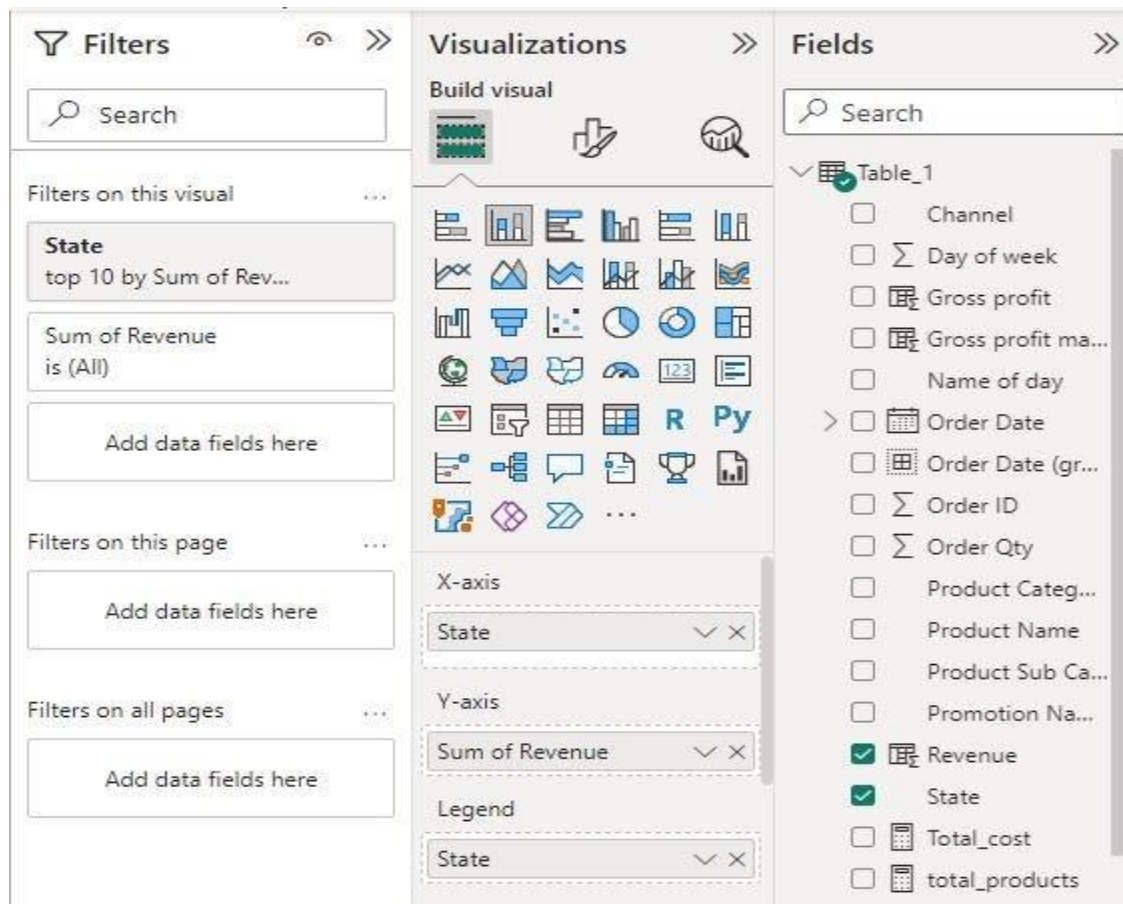 Filters
Search
Filters on this visual
...
State
top 10 by Sum of Rev...
Sum of Revenue
is (All)
Add data fields here
Filters on this page
...
Add data fields here
Filters on all pages
...
Add data fields here
Visualizations
Build visual
123
R Py
...
X-axis
State
Y-axis
Sum of Revenue
Legend
State
Fields
Search
Table_1
Channel
Day of week
Gross profit
Gross profit ma...
Name of day
Order Date
Order Date (gr...
Order ID
Order Qty
Product Categ...
Product Name
Product Sub Ca...
Promotion Na...
Revenue
State
Total_cost
total_products